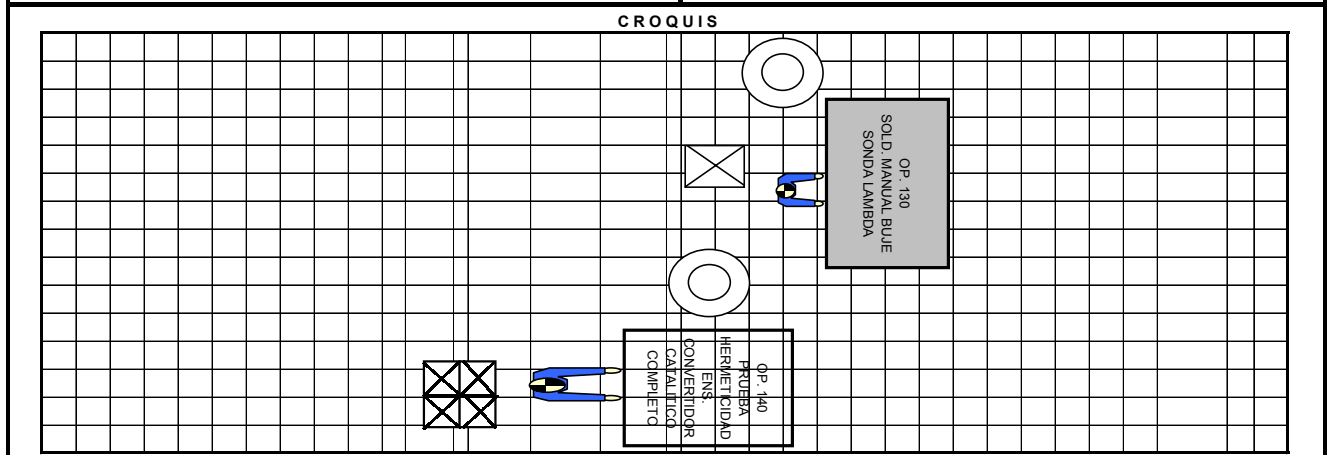 CROQUIS
OP. 130
SOLD. MANUAL BUJE
SONDA LAMBDA
OP. 140
PRUEBA
HERMETICIDAD
ENS.
CONVERTIDOR
CATALITICO
COMPLETO